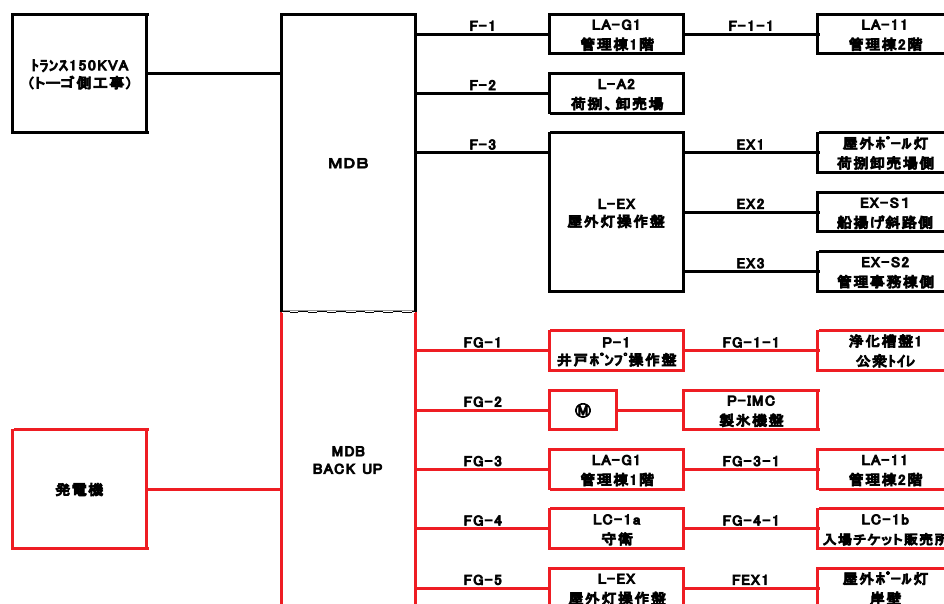 トランス150KVA
(トーゴ側工事)
MDB
F-1
LA-G1
管理棟1階
F-1-1
LA-11
管理棟2階
F-2
L-A2
荷捌、卸売場
F-3
L-EX
屋外灯操作盤
EX1
屋外ポール灯
荷捌卸売場側
EX2
EX-S1
船揚げ斜路側
EX3
EX-S2
管理事務棟側
発電機
MDB
BACK UP
FG-1
P-1
井戸ポンプ操作盤
FG-1-1
浄化槽盤1
公衆トイレ
FG-2
Ⓜ
P-IMC
製氷機盤
FG-3
LA-G1
管理棟1階
FG-3-1
LA-11
管理棟2階
FG-4
LC-1a
守衛
FG-4-1
LC-1b
入場チケット販売所
FG-5
L-EX
屋外灯操作盤
FEX1
屋外ポール灯
岸壁